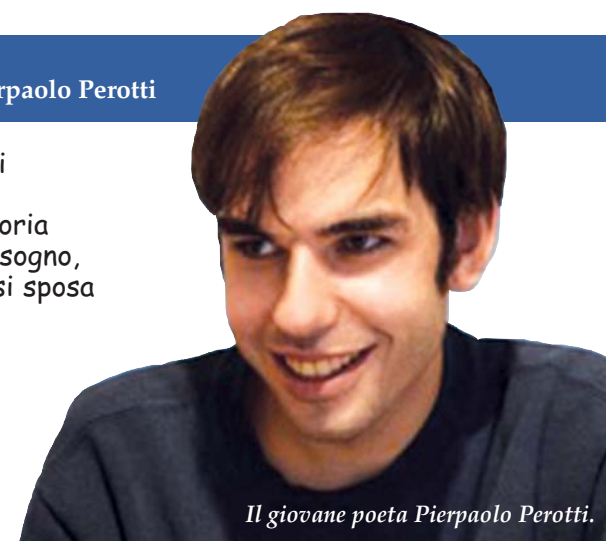 rpaolo Perotti
i
oria
sogno,
si sposa
Il giovane poeta Pierpaolo Perotti.